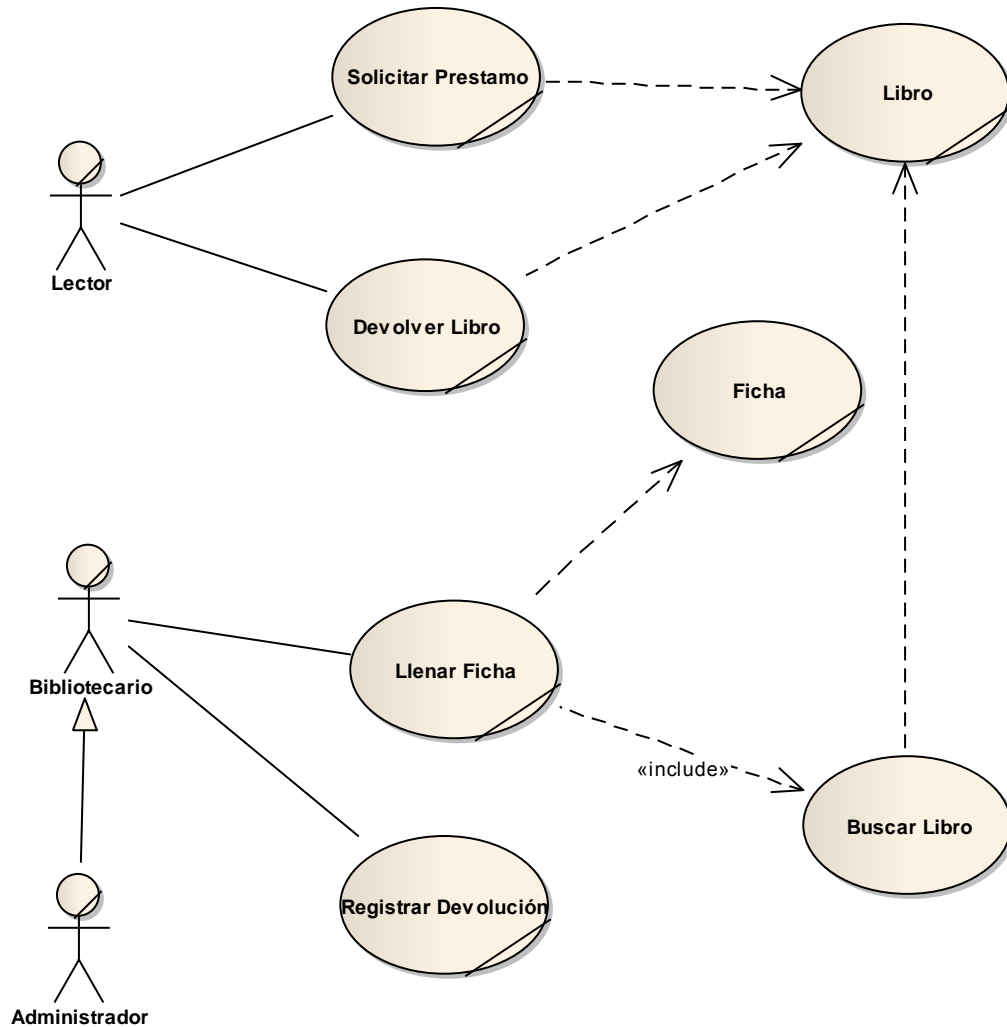 Solicitar Prestamo
Libro
Lector
Devolver Libro
Ficha
Bibliotecario
Llenar Ficha
«include»
Buscar Libro
Registrar Devolución
Administrador